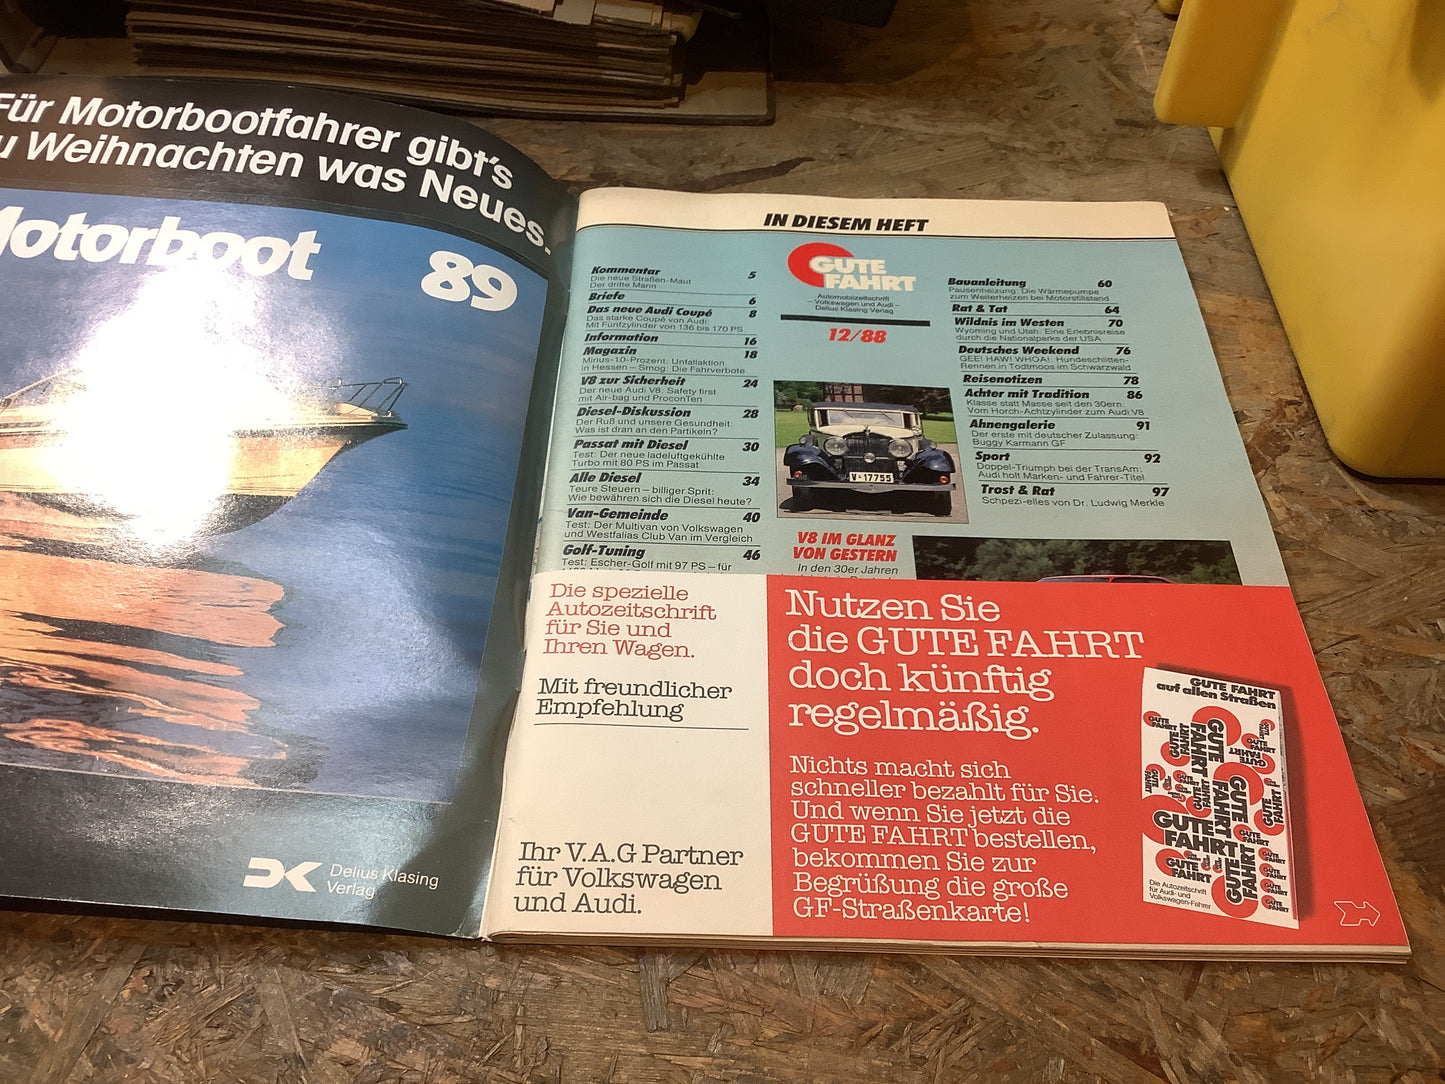 Für Motorbootfahrer gibt's
zu Weihnachten was Neues.
Motorboot
89
Delius Klasing
Verlag
IN DIESEM HEFT
Kommentar 5
Die neue Straßen-Maut
Der dritte Mann
Briefe 6
Das neue Audi Coupé 8
Das starke Coupé von Audi:
Mit Fünfzylinder von 136 bis 170 PS
Information 16
Magazin 18
Minus-10-Prozent: Unfallaktion
in Hessen – Smog: Die Fahrverbote
V8 zur Sicherheit 24
Der neue Audi V8: Safety first
mit Air-bag und ProconTen
Diesel-Diskussion 28
Der Ruß und unsere Gesundheit:
Was ist dran an den Partikeln?
Passat mit Diesel 30
Test: Der neue ladeluftgekühlte
Turbo mit 80 PS im Passat
Alle Diesel 34
Teure Steuern – billiger Sprit:
Wie bewähren sich die Diesel heute?
Van-Gemeinde 40
Test: Der Multivan von Volkswagen
und Westfalias Club Van im Vergleich
Golf-Tuning 46
Test: Escher-Golf mit 97 PS – für
GUTE
FAHRT
Automobilzeitschrift
– Volkswagen und Audi –
Delius Klasing Verlag
12/88
V·17755
V8 IM GLANZ
VON GESTERN
In den 30er Jahren
Bauanleitung 60
Pausenheizung: Die Wärmepumpe
zum Weiterheizen bei Motorstillstand
Rat & Tat 64
Wildnis im Westen 70
Wyoming und Utah: Eine Erlebnisreise
durch die Nationalparks der USA
Deutsches Weekend 76
GEE! HAW! WHOA!: Hundeschlitten-
Rennen in Todtmoos im Schwarzwald
Reisenotizen 78
Achter mit Tradition 86
Klasse statt Masse seit den 30ern:
Vom Horch-Achtzylinder zum Audi V8
Ahnengalerie 91
Der erste mit deutscher Zulassung:
Buggy Karmann GF
Sport 92
Doppel-Triumph bei der TransAm:
Audi holt Marken- und Fahrer-Titel
Trost & Rat 97
Schpezi-elles von Dr. Ludwig Merkle
Die spezielle
Autozeitschrift
für Sie und
Ihren Wagen.
Mit freundlicher
Empfehlung
Ihr V.A.G Partner
für Volkswagen
und Audi.
Nutzen Sie
die GUTE FAHRT
doch künftig
regelmäßig.
Nichts macht sich
schneller bezahlt für Sie.
Und wenn Sie jetzt die
GUTE FAHRT bestellen,
bekommen Sie zur
Begrüßung die große
GF-Straßenkarte!
GUTE FAHRT
auf allen Straßen
GUTE
FAHRT
Die Autozeitschrift
für Audi- und
Volkswagen-Fahrer